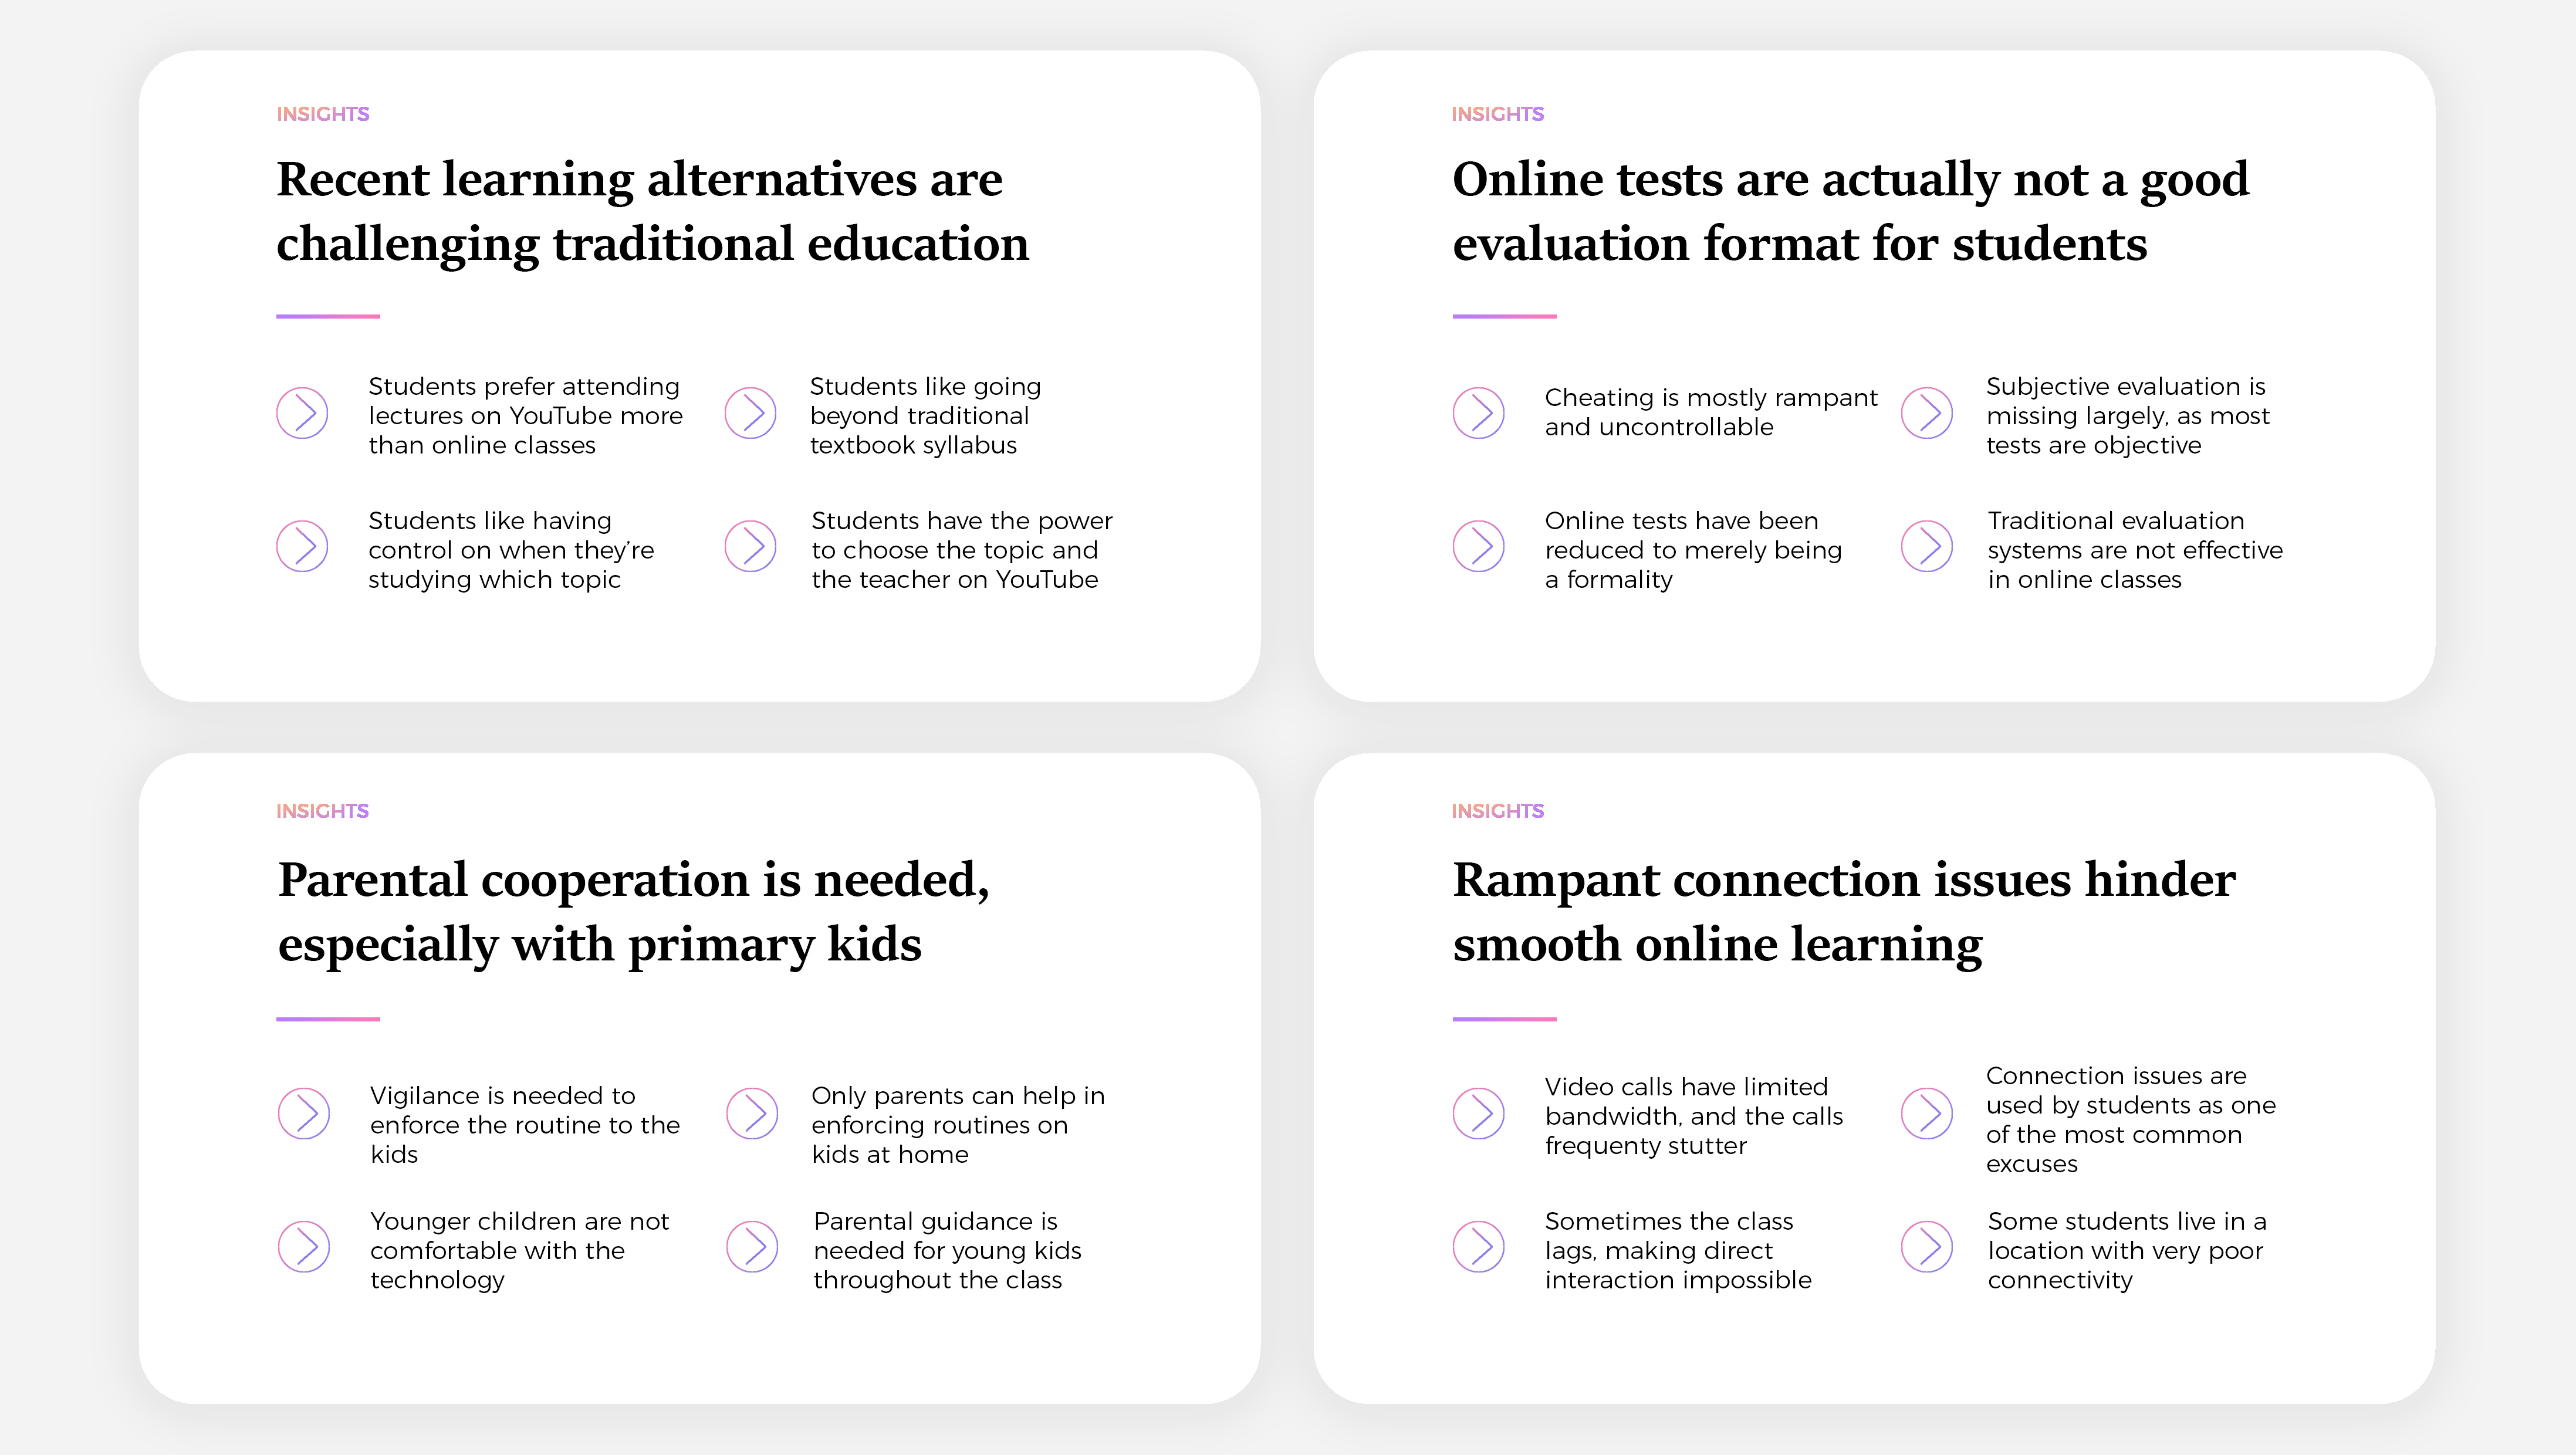 INSIGHTS
Recent learning alternatives are
challenging traditional education
Students prefer attending
lectures on YouTube more
than online classes
Students like going
beyond traditional
textbook syllabus
Students like having
control on when they’re
studying which topic
Students have the power
to choose the topic and
the teacher on YouTube
INSIGHTS
Online tests are actually not a good
evaluation format for students
Cheating is mostly rampant
and uncontrollable
Subjective evaluation is
missing largely, as most
tests are objective
Online tests have been
reduced to merely being
a formality
Traditional evaluation
systems are not effective
in online classes
INSIGHTS
Parental cooperation is needed,
especially with primary kids
Vigilance is needed to
enforce the routine to the
kids
Only parents can help in
enforcing routines on
kids at home
Younger children are not
comfortable with the
technology
Parental guidance is
needed for young kids
throughout the class
INSIGHTS
Rampant connection issues hinder
smooth online learning
Video calls have limited
bandwidth, and the calls
frequenty stutter
Connection issues are
used by students as one
of the most common
excuses
Sometimes the class
lags, making direct
interaction impossible
Some students live in a
location with very poor
connectivity